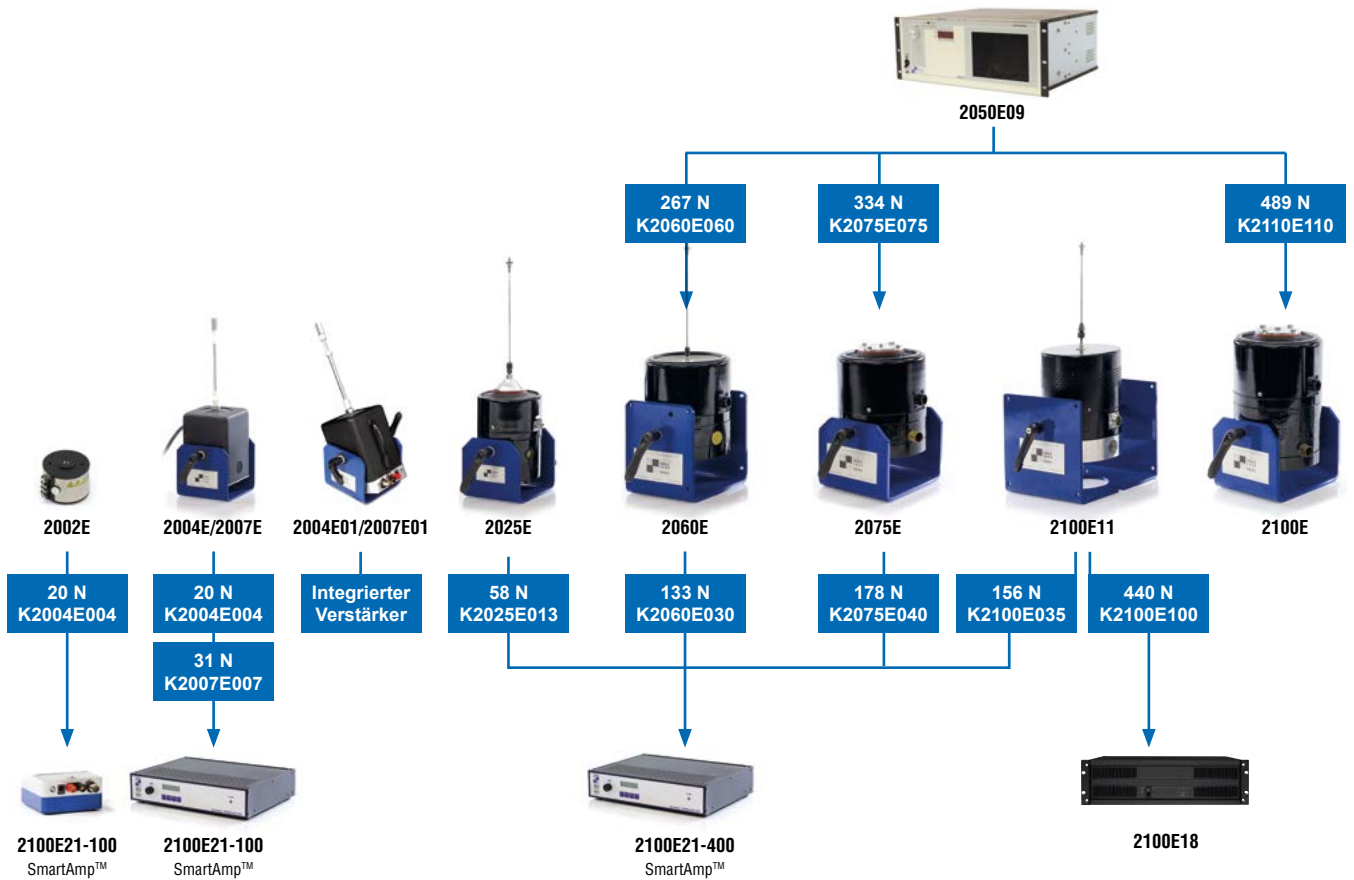 2050E09
267 N
K2060E060
334 N
K2075E075
489 N
K2110E110
2002E
2004E/2007E
2004E01/2007E01
2025E
2060E
2075E
2100E11
2100E
20 N
K2004E004
20 N
K2004E004
Integrierter
Verstärker
58 N
K2025E013
133 N
K2060E030
178 N
K2075E040
156 N
K2100E035
440 N
K2100E100
31 N
K2007E007
2100E21-100
SmartAmp™
2100E21-100
SmartAmp™
2100E21-400
SmartAmp™
2100E18